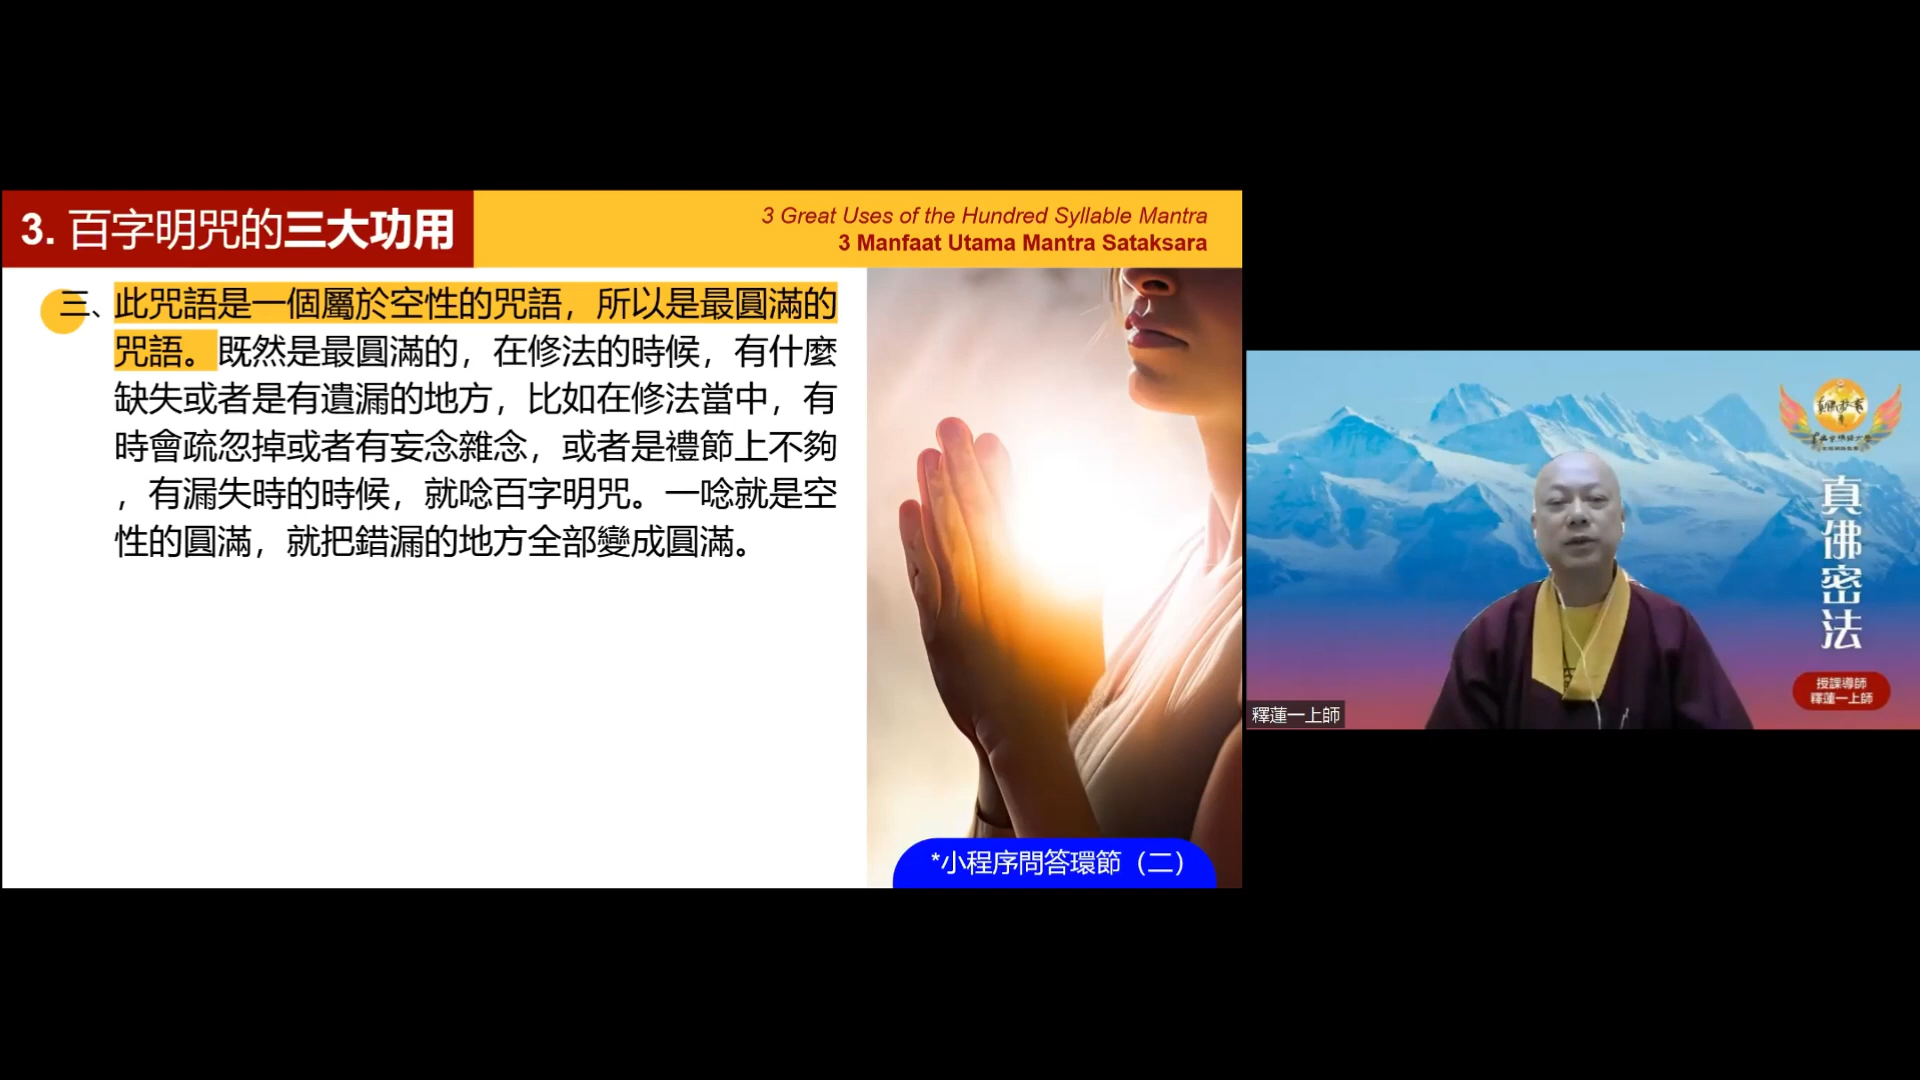 3. 百字明咒的三大功用
3 Great Uses of the Hundred Syllable Mantra
3 Manfaat Utama Mantra Sataksara
三、此咒語是一個屬於空性的咒語，所以是最圓滿的
咒語。既然是最圓滿的，在修法的時候，有什麼
缺失或者是有遺漏的地方，比如在修法當中，有
時會疏忽掉或者有妄念雜念，或者是禮節上不夠
，有漏失時的時候，就唸百字明咒。一唸就是空
性的圓滿，就把錯漏的地方全部變成圓滿。
*小程序問答環節（二）
真佛密法
授課導師
釋蓮一上師
釋蓮一上師